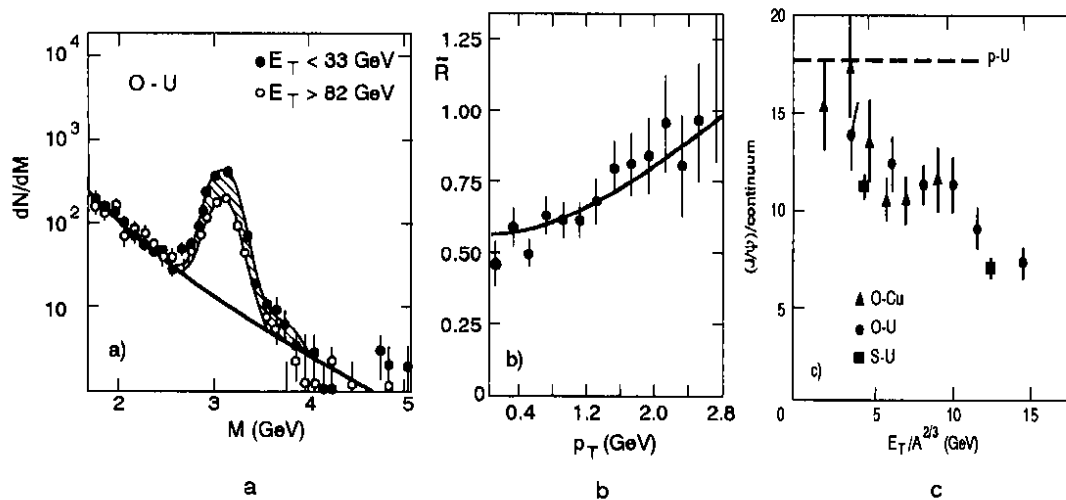 10⁴
10³
10²
10
dN/dM
O - U
● E_T < 33 GeV
○ E_T > 82 GeV
a)
2
3
4
5
M (GeV)
a
1.25
R̃
1.0
0.75
0.50
0.25
0
b)
0.4
1.2
2.0
2.8
p_T (GeV)
b
20
15
10
5
0
(J/ψ)/continuum
p-U
▲ O-Cu
● O-U
■ S-U
c)
5
10
15
E_T/A^{2/3} (GeV)
c